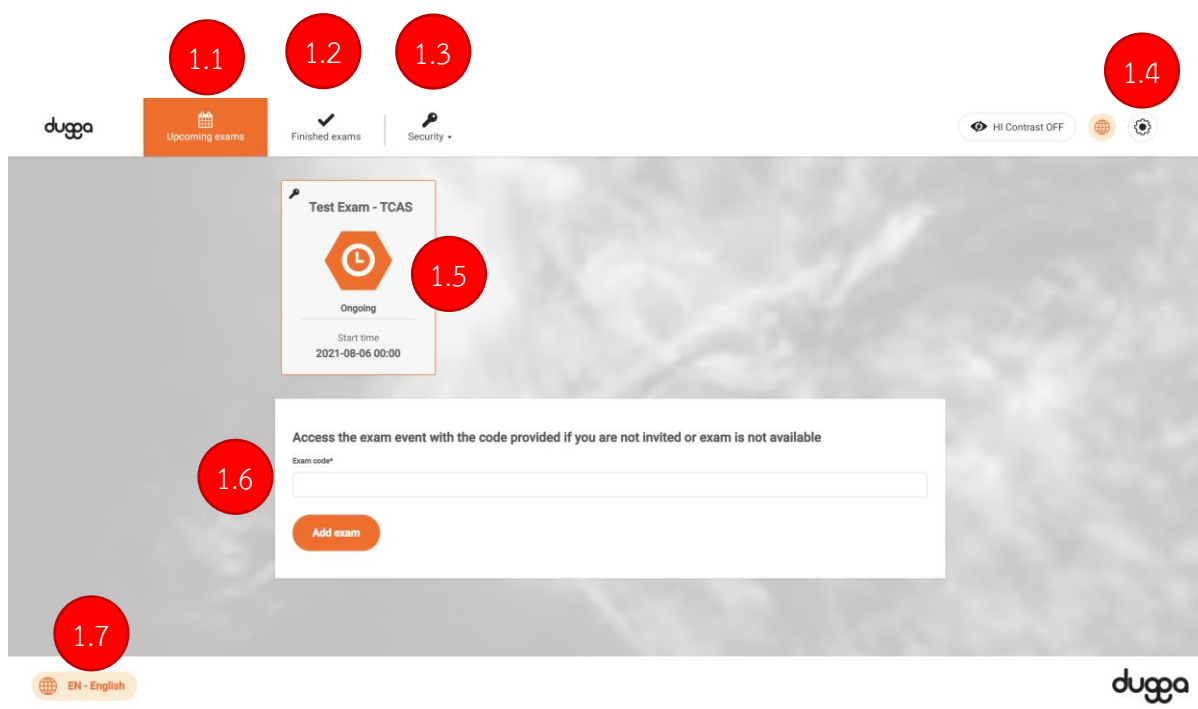 1.1
1.2
1.3
1.4
dugga
Upcoming exams
Finished exams
Security
HI Contrast OFF
Test Exam - TCAS
1.5
Ongoing
Start time
2021-08-06 00:00
Access the exam event with the code provided if you are not invited or exam is not available
Exam code*
1.6
Add exam
1.7
EN - English
dugga